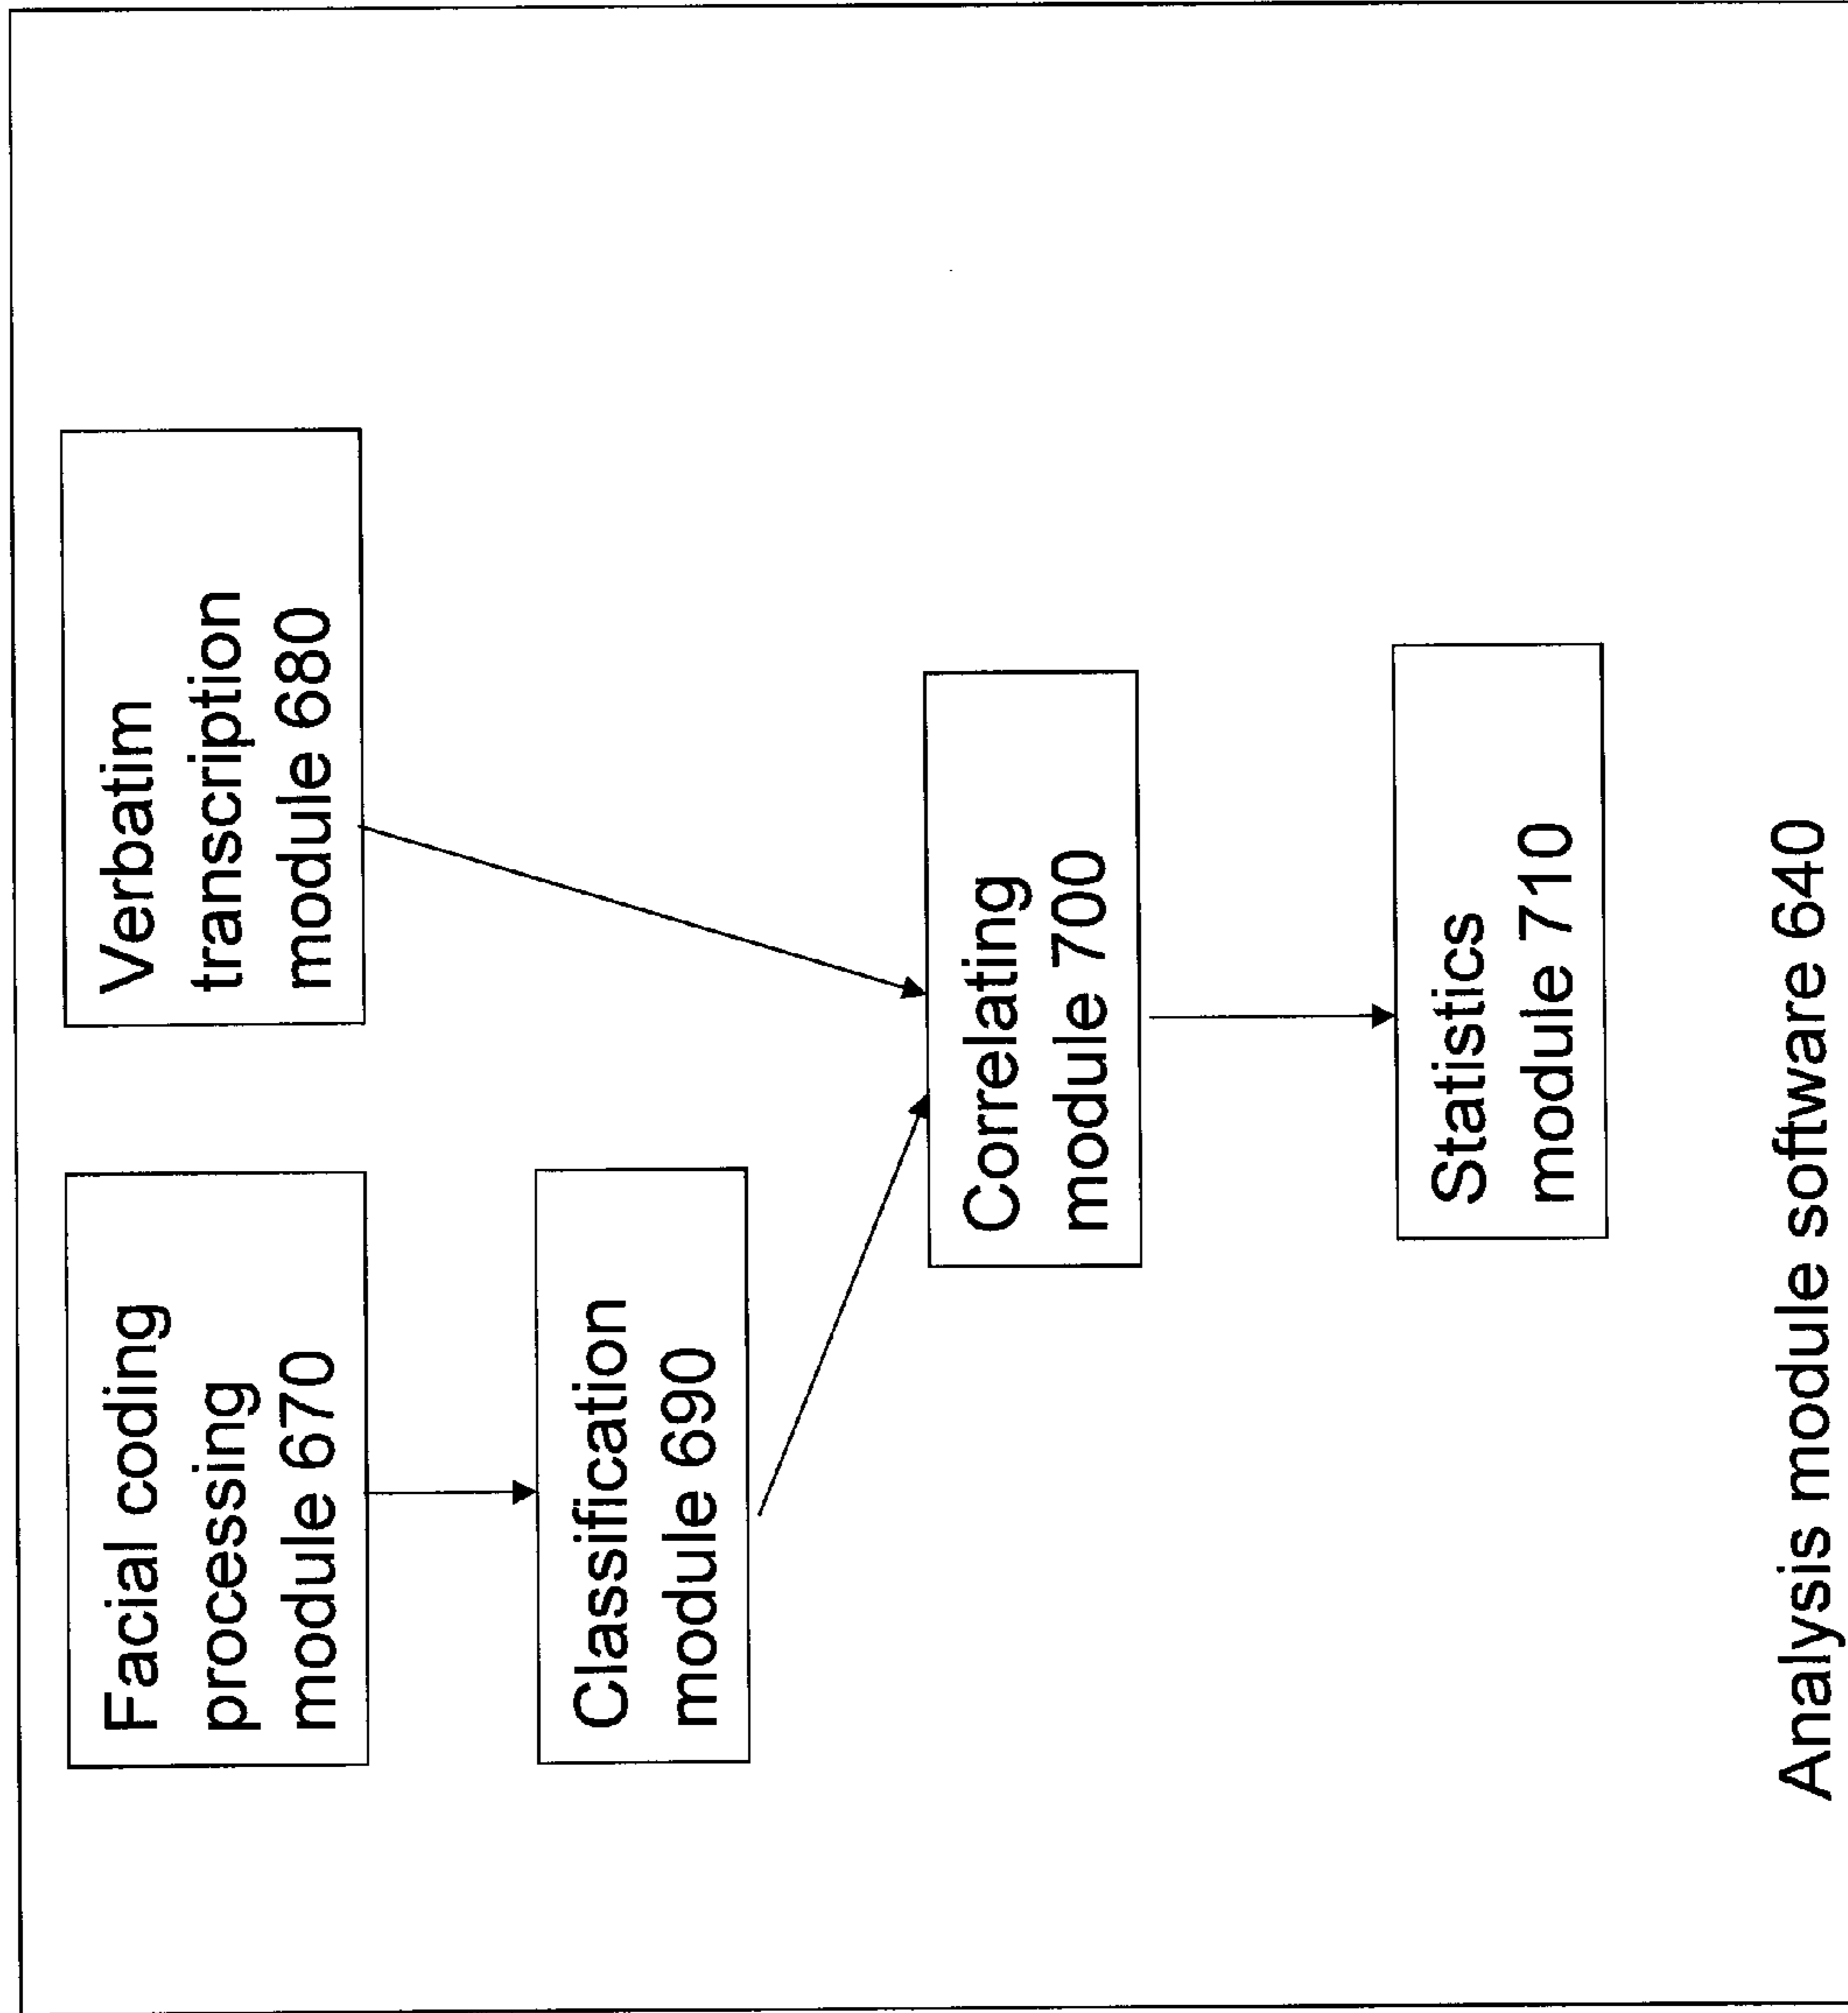 Facial coding
processing
module 670
Verbatim
transcription
module 680
Classification
module 690
Correlating
module 700
Statistics
module 710
Analysis module software 640